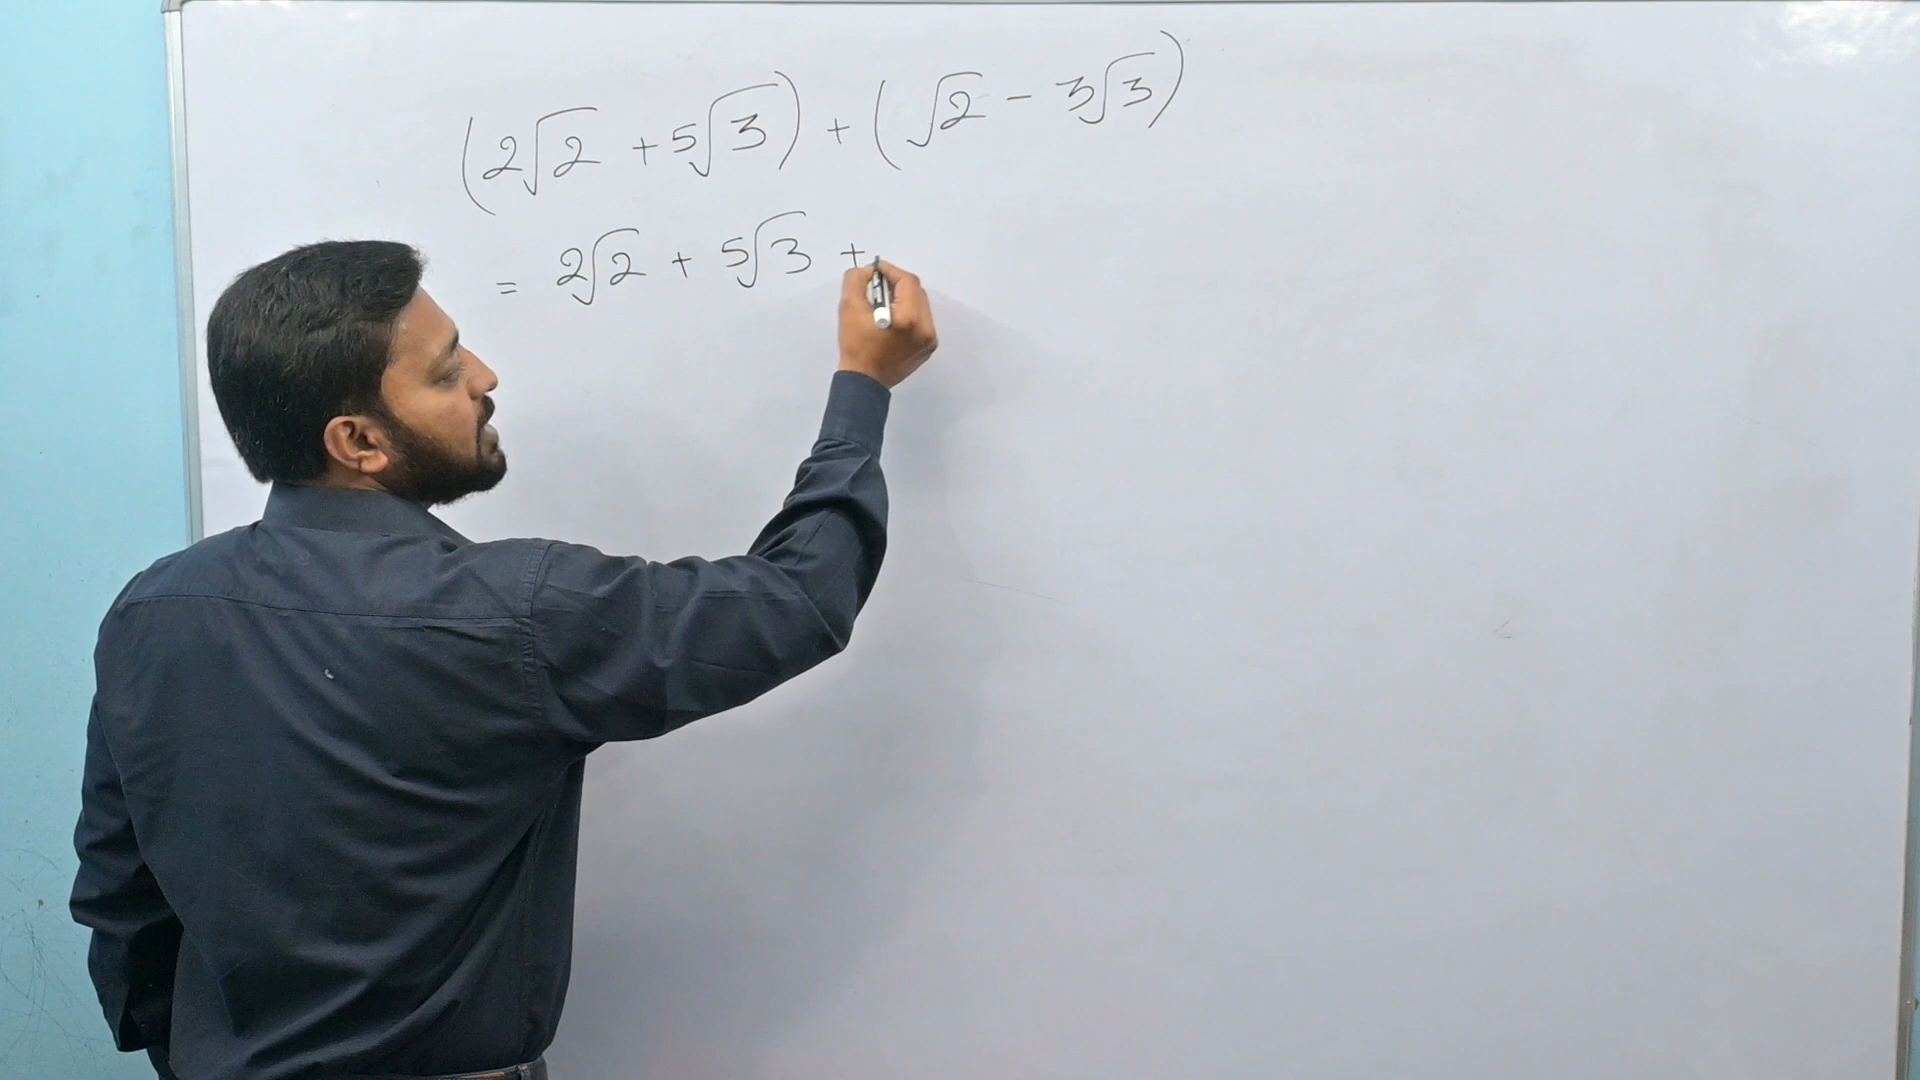 (2√2 + 5√3) + (√2 - 3√3)
= 2√2 + 5√3 +